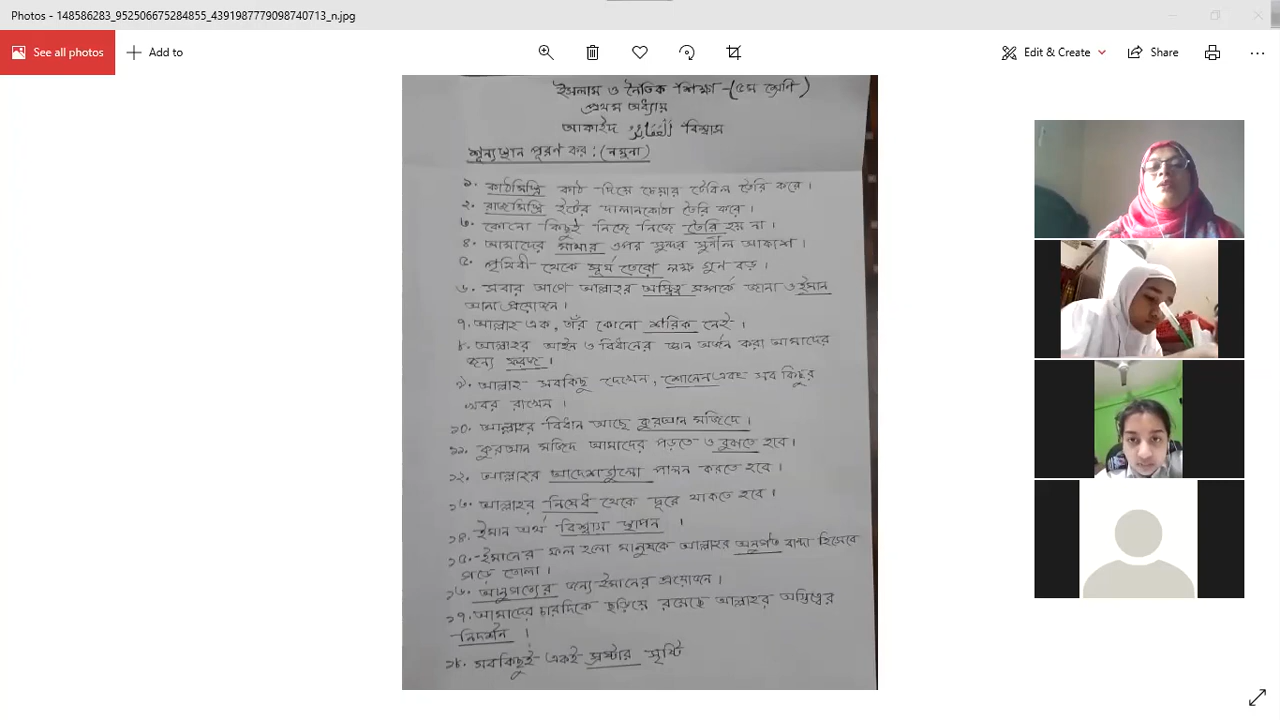 Photos - 148586283_952506675284855_4391987779098740713_n.jpg
See all photos
Add to
Edit & Create
Share
ইসলাম ও নৈতিক শিক্ষা-(৫ম শ্রেণি)
প্রথম অধ্যায়
আকাইদ اَلْعَقَائِدُ বিশ্বাস
শূন্যস্থান পূরণ কর: (নমুনা)
১. কাঠমিস্ত্রি কাঠ দিয়ে চেয়ার টেবিল তৈরি করে।
২. রাজমিস্ত্রি ইটের দালানকোঠা তৈরি করে।
৩. কোনো কিছুই নিজে নিজে তৈরি হয় না।
৪. আমাদের মাথার ওপর সুন্দর সুনীল আকাশ।
৫. পৃথিবী থেকে সূর্য তেরো লক্ষ গুণ বড়।
৬. সবার আগে আল্লাহর অস্তিত্ব সম্পর্কে জানা ও ইমান
আনা প্রয়োজন।
৭. আল্লাহ এক, তাঁর কোনো শরিক নেই।
৮. আল্লাহর আইন ও বিধানের জ্ঞান অর্জন করা আমাদের
জন্য ফরজ।
৯. আল্লাহ সবকিছু দেখেন, শোনেন এবং সব কিছুর
খবর রাখেন।
১০. আল্লাহর বিধান আছে কুরআন মজিদে।
১১. কুরআন মজিদ আমাদের পড়তে ও বুঝতে হবে।
১২. আল্লাহর আদেশগুলো পালন করতে হবে।
১৩. আল্লাহর নিষেধ থেকে দূরে থাকতে হবে।
১৪. ইমান অর্থ বিশ্বাস স্থাপন।
১৫. ইমানের ফল হলো মানুষকে আল্লাহর অনুগত বান্দা হিসেবে
গড়ে তোলা।
১৬. আনুগত্যের জন্যে ইমানের প্রয়োজন।
১৭. আমাদের চারদিকে ছড়িয়ে রয়েছে আল্লাহর অস্তিত্বের
নিদর্শন।
১৮. সবকিছুই একই স্রষ্টার সৃষ্টি